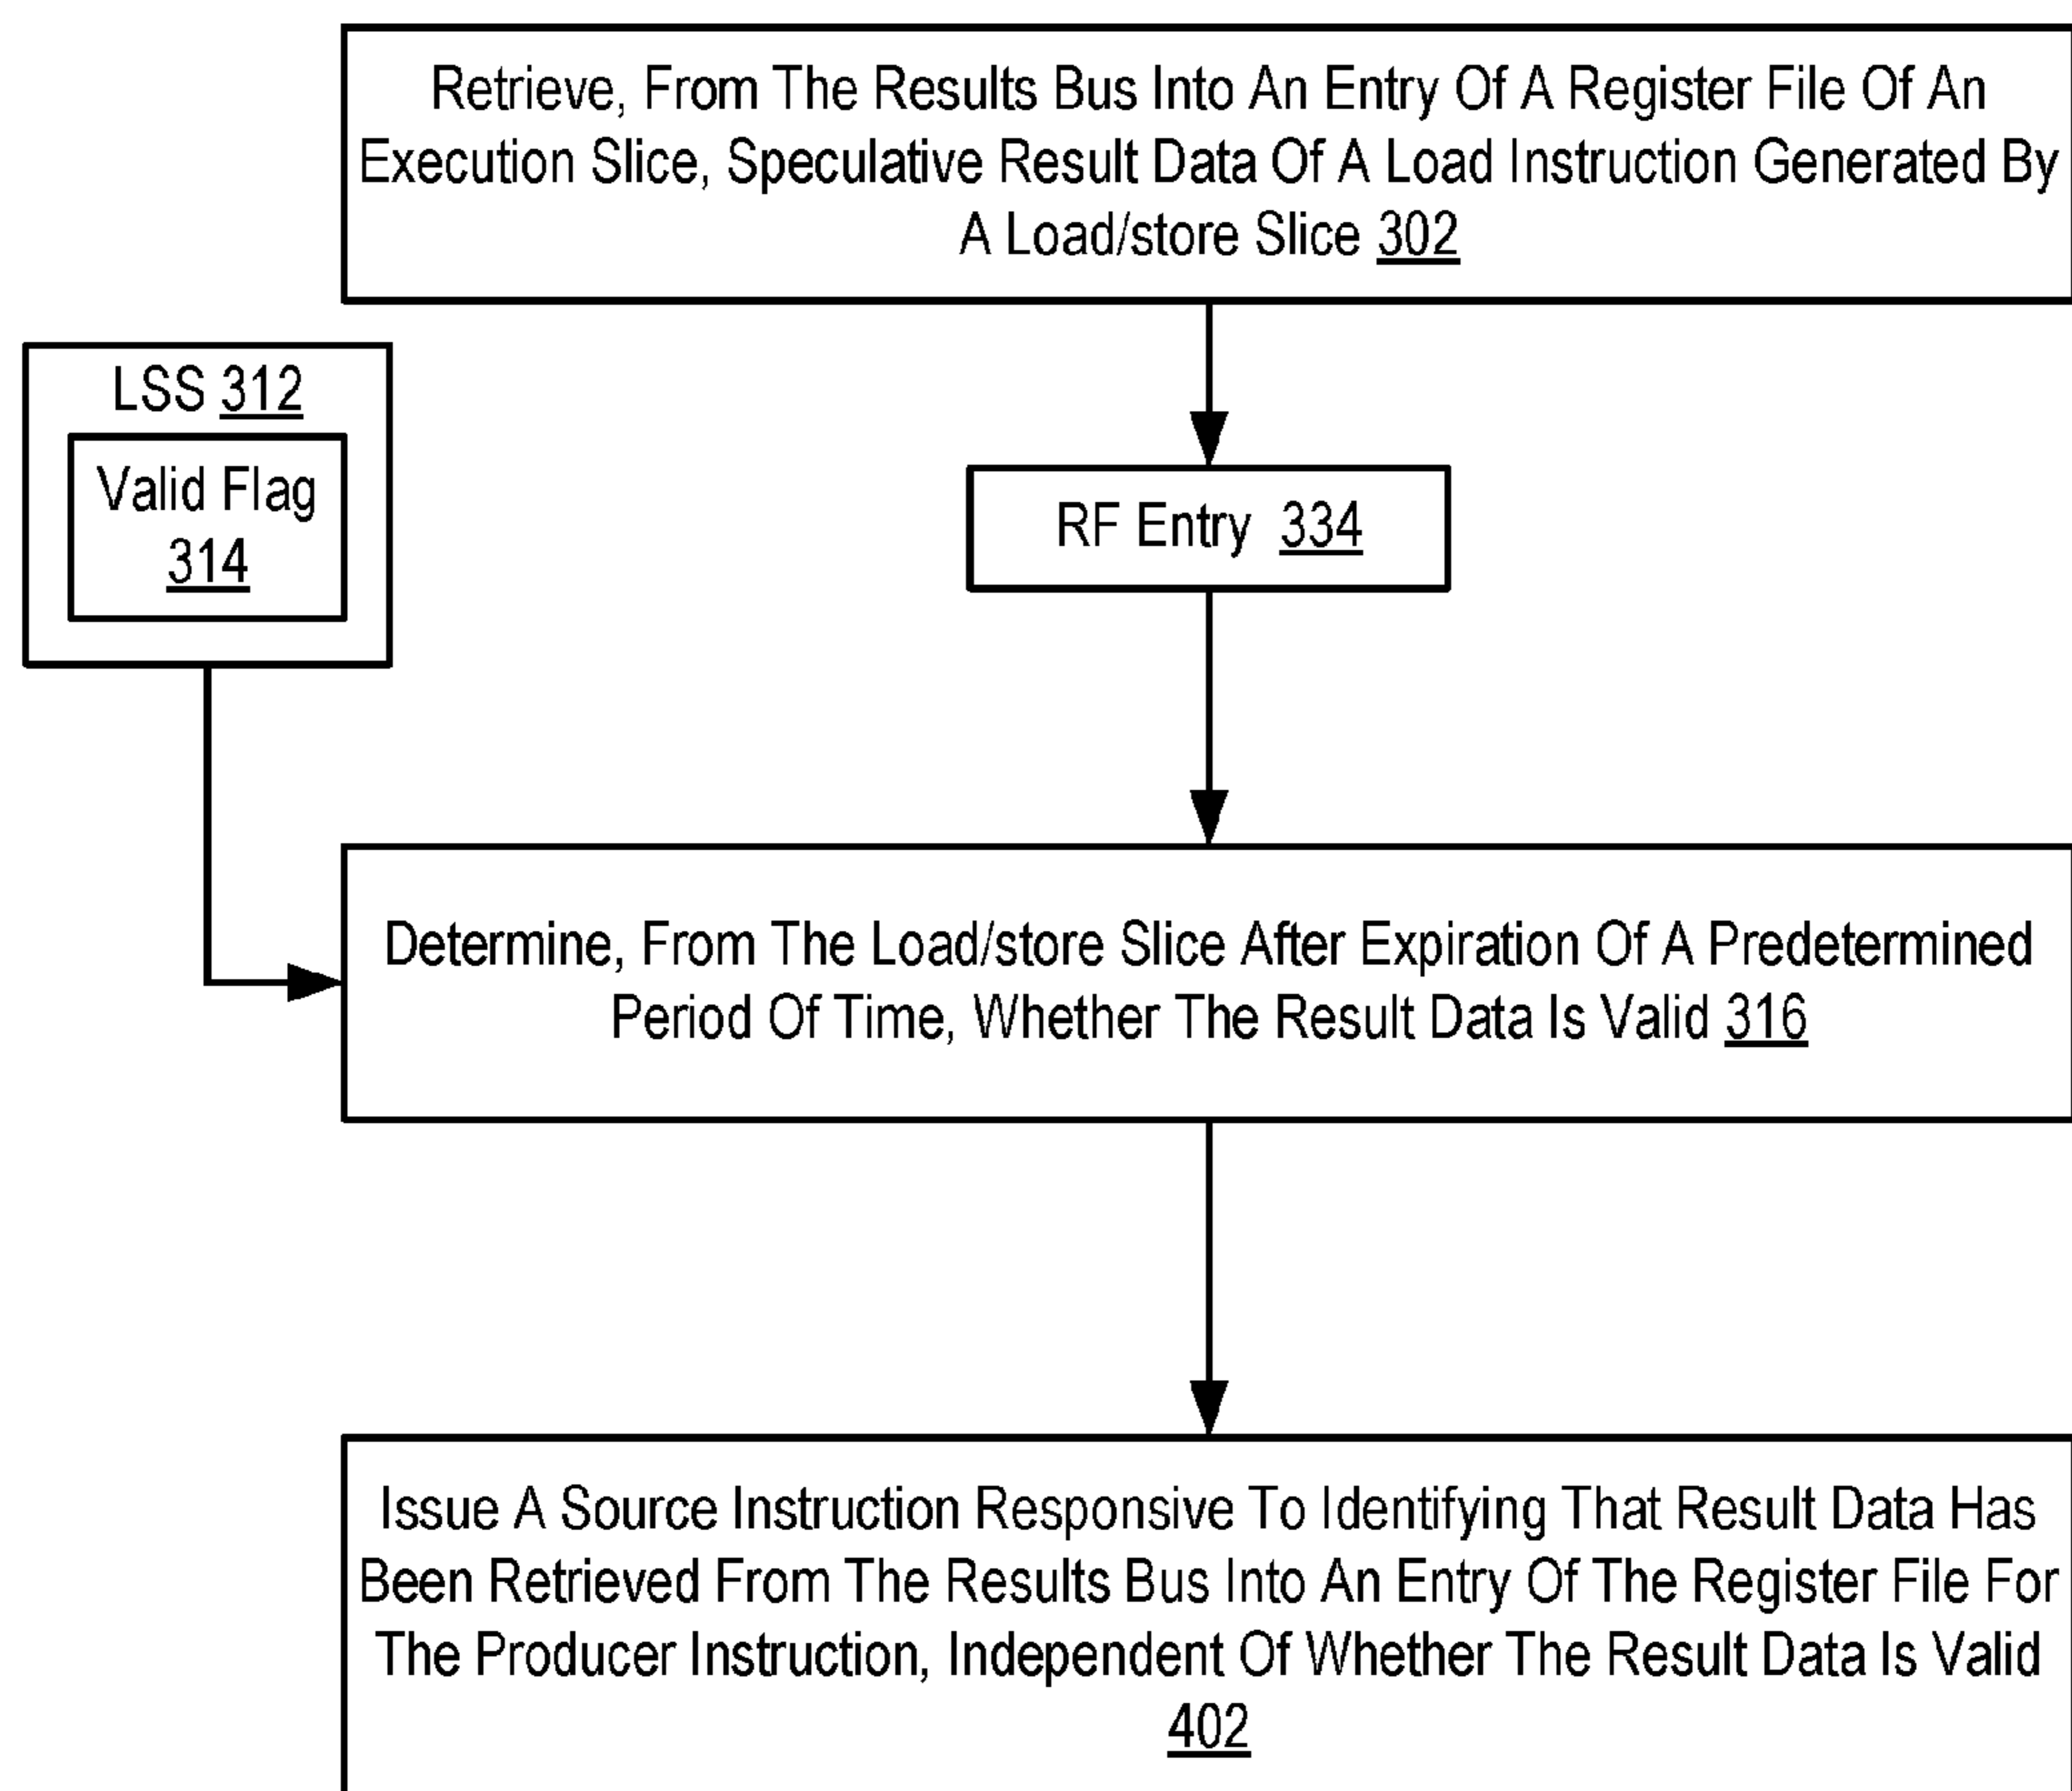 Retrieve, From The Results Bus Into An Entry Of A Register File Of An
Execution Slice, Speculative Result Data Of A Load Instruction Generated By
A Load/store Slice 302
LSS 312
Valid Flag
314
RF Entry 334
Determine, From The Load/store Slice After Expiration Of A Predetermined
Period Of Time, Whether The Result Data Is Valid 316
Issue A Source Instruction Responsive To Identifying That Result Data Has
Been Retrieved From The Results Bus Into An Entry Of The Register File For
The Producer Instruction, Independent Of Whether The Result Data Is Valid
402